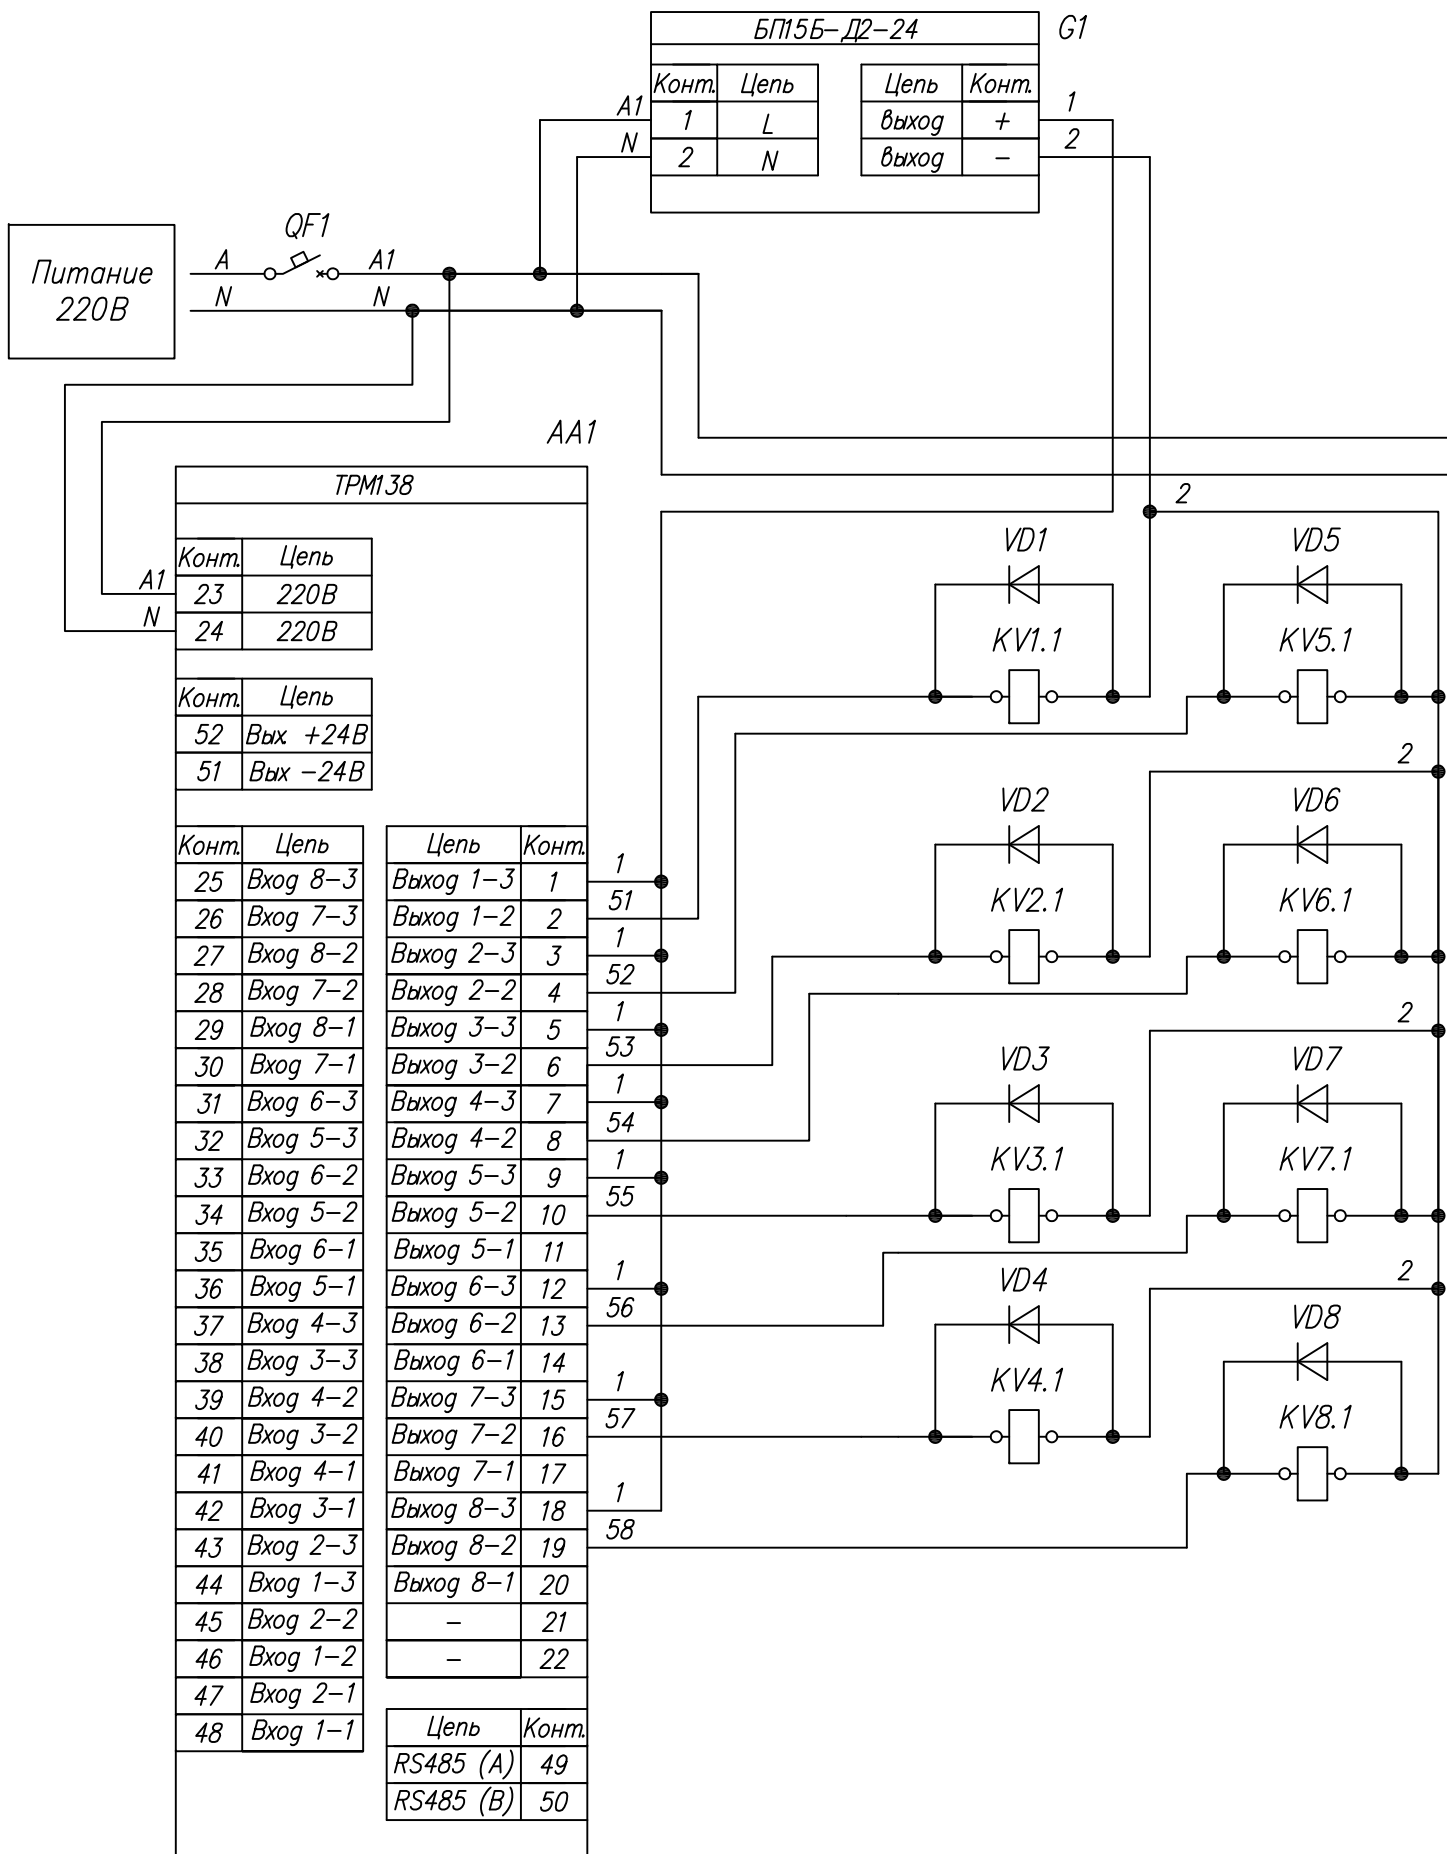 БП15Б-Д2-24 G1
Конт. Цепь Цепь Конт.
A1 1 L выход + 1
N 2 N выход - 2
QF1
Питание
220В
A A1
N N
AA1
ТРМ138
2
Конт. Цепь
A1 23 220В
N 24 220В
VD1 VD5
KV1.1 KV5.1
Конт. Цепь
52 Вых. +24В
51 Вых -24В
2
VD2 VD6
Конт. Цепь Цепь Конт.
25 Вход 8-3 Выход 1-3 1 1
26 Вход 7-3 Выход 1-2 2 51
KV2.1 KV6.1
27 Вход 8-2 Выход 2-3 3 1
28 Вход 7-2 Выход 2-2 4 52
29 Вход 8-1 Выход 3-3 5 1
2
30 Вход 7-1 Выход 3-2 6 53
VD3 VD7
31 Вход 6-3 Выход 4-3 7 1
32 Вход 5-3 Выход 4-2 8 54
KV3.1 KV7.1
33 Вход 6-2 Выход 5-3 9 1
34 Вход 5-2 Выход 5-2 10 55
35 Вход 6-1 Выход 5-1 11
36 Вход 5-1 Выход 6-3 12 1
2
VD4
37 Вход 4-3 Выход 6-2 13 56
VD8
38 Вход 3-3 Выход 6-1 14
KV4.1
39 Вход 4-2 Выход 7-3 15 1
KV8.1
40 Вход 3-2 Выход 7-2 16 57
41 Вход 4-1 Выход 7-1 17
42 Вход 3-1 Выход 8-3 18 1
43 Вход 2-3 Выход 8-2 19 58
44 Вход 1-3 Выход 8-1 20
45 Вход 2-2 - 21
46 Вход 1-2 - 22
47 Вход 2-1
48 Вход 1-1
Цепь Конт.
RS485 (A) 49
RS485 (B) 50